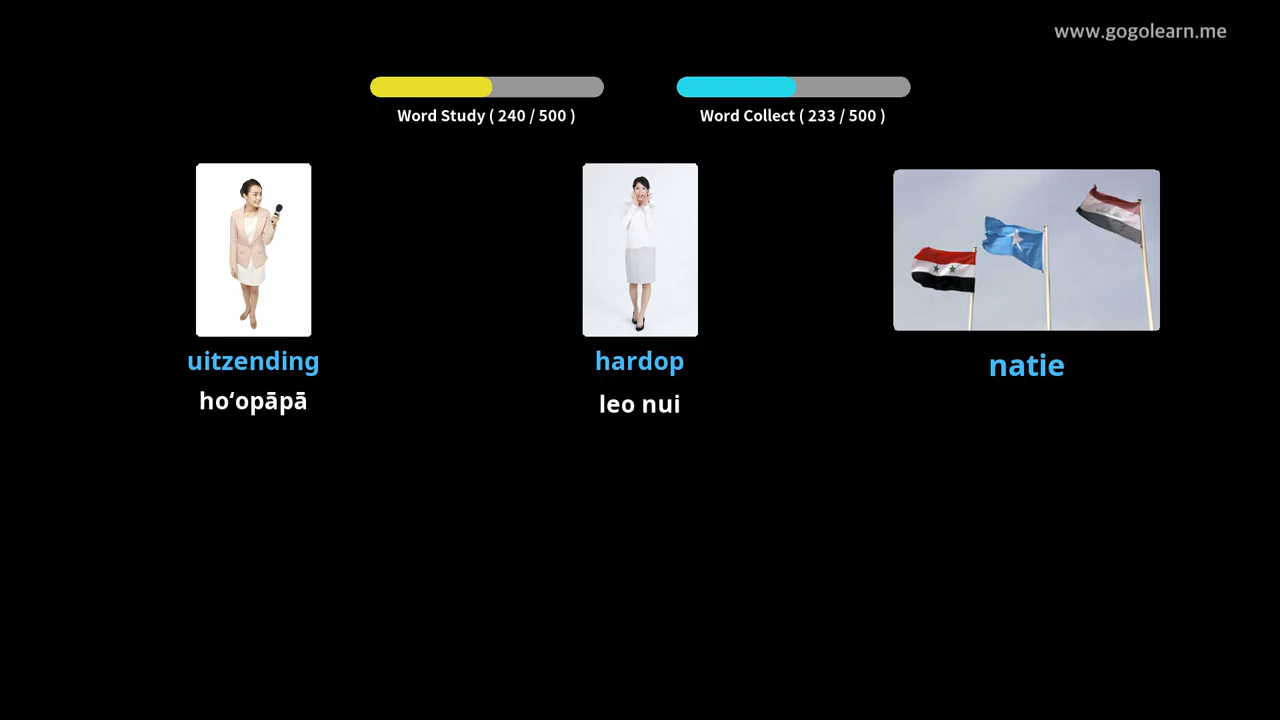 www.gogolearn.me
Word Study ( 240 / 500 )
Word Collect ( 233 / 500 )
uitzending
hoʻopāpā
hardop
leo nui
natie